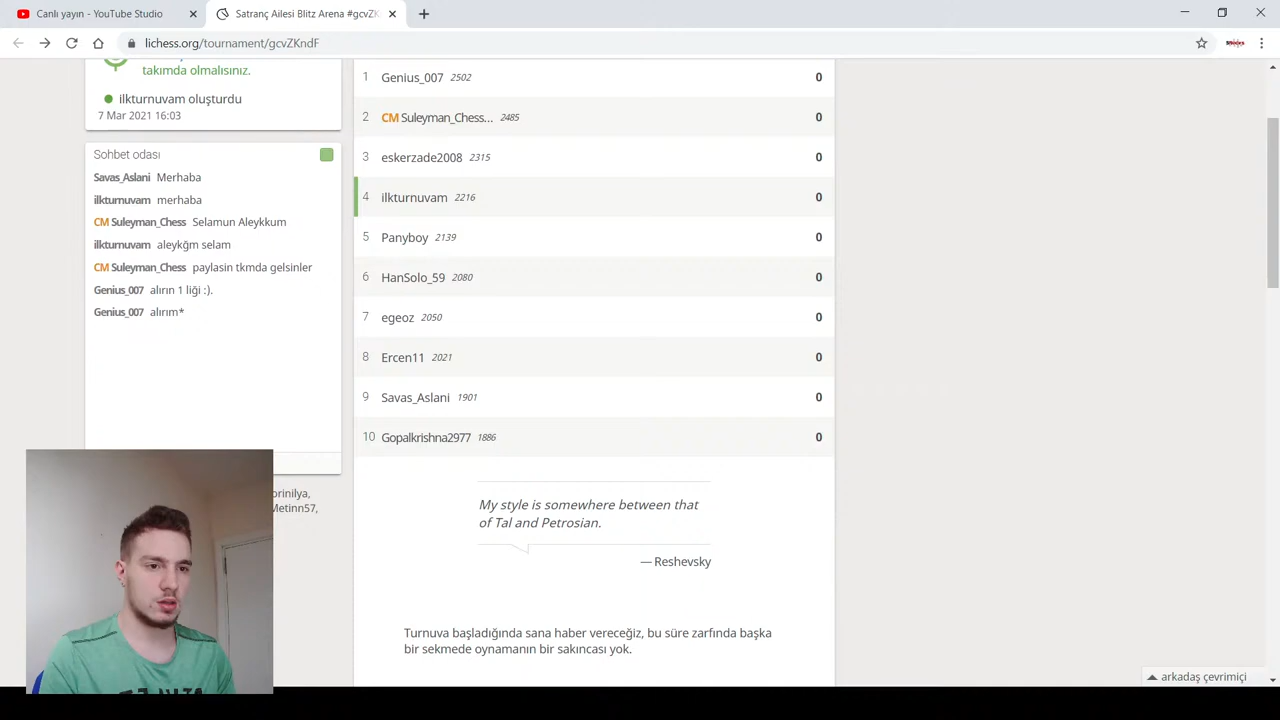 Canlı yayın - YouTube Studio
Satranç Ailesi Blitz Arena #gcvZK
lichess.org/tournament/gcvZKndF
takımda olmalısınız.
ilkturnuvam oluşturdu
7 Mar 2021 16:03
Sohbet odası
Savas_Aslani Merhaba
ilkturnuvam merhaba
CM Suleyman_Chess Selamun Aleykkum
ilkturnuvam aleykğm selam
CM Suleyman_Chess paylasin tkmda gelsinler
Genius_007 alırın 1 liği :).
Genius_007 alırım*
orinilya,
Metinn57,
1 Genius_007 2502 0
2 CM Suleyman_Chess... 2485 0
3 eskerzade2008 2315 0
4 ilkturnuvam 2216 0
5 Panyboy 2139 0
6 HanSolo_59 2080 0
7 egeoz 2050 0
8 Ercen11 2021 0
9 Savas_Aslani 1901 0
10 Gopalkrishna2977 1886 0
My style is somewhere between that
of Tal and Petrosian.
— Reshevsky
Turnuva başladığında sana haber vereceğiz, bu süre zarfında başka
bir sekmede oynamanın bir sakıncası yok.
arkadaş çevrimiçi